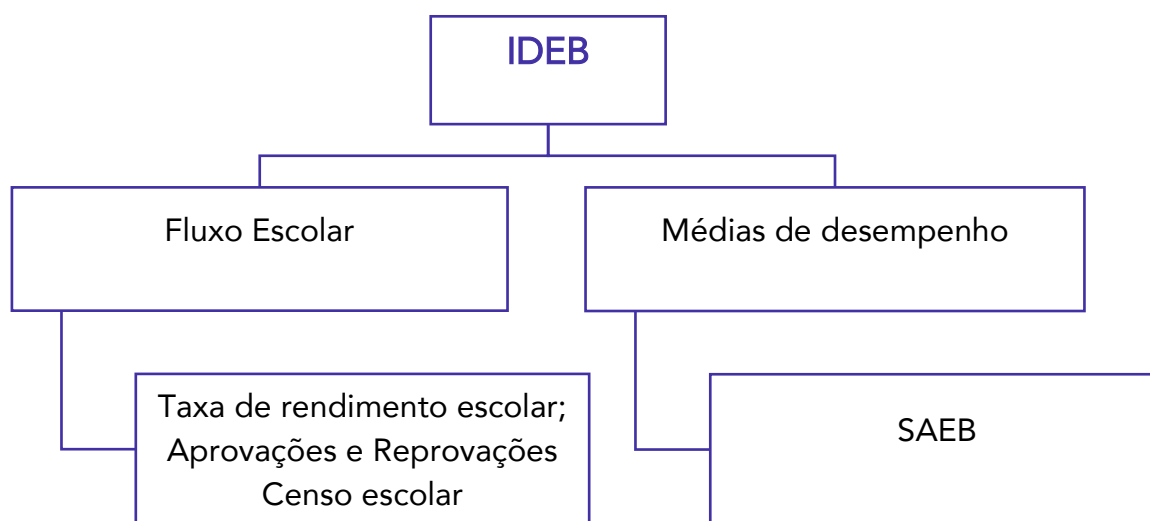 IDEB
Fluxo Escolar
Médias de desempenho
Taxa de rendimento escolar;
Aprovações e Reprovações
Censo escolar
SAEB